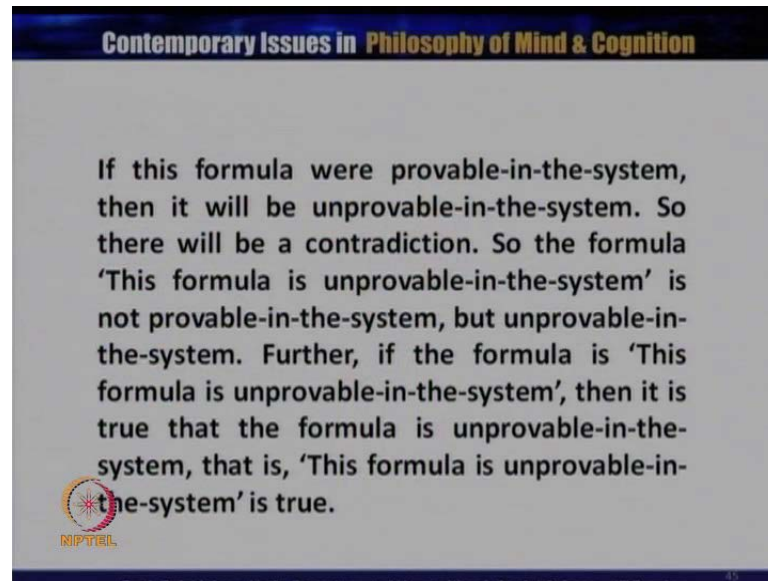 Contemporary Issues in Philosophy of Mind & Cognition
If this formula were provable-in-the-system,
then it will be unprovable-in-the-system. So
there will be a contradiction. So the formula
‘This formula is unprovable-in-the-system’ is
not provable-in-the-system, but unprovable-in-
the-system. Further, if the formula is ‘This
formula is unprovable-in-the-system’, then it is
true that the formula is unprovable-in-the-
system, that is, ‘This formula is unprovable-in-
the-system’ is true.
NPTEL
45